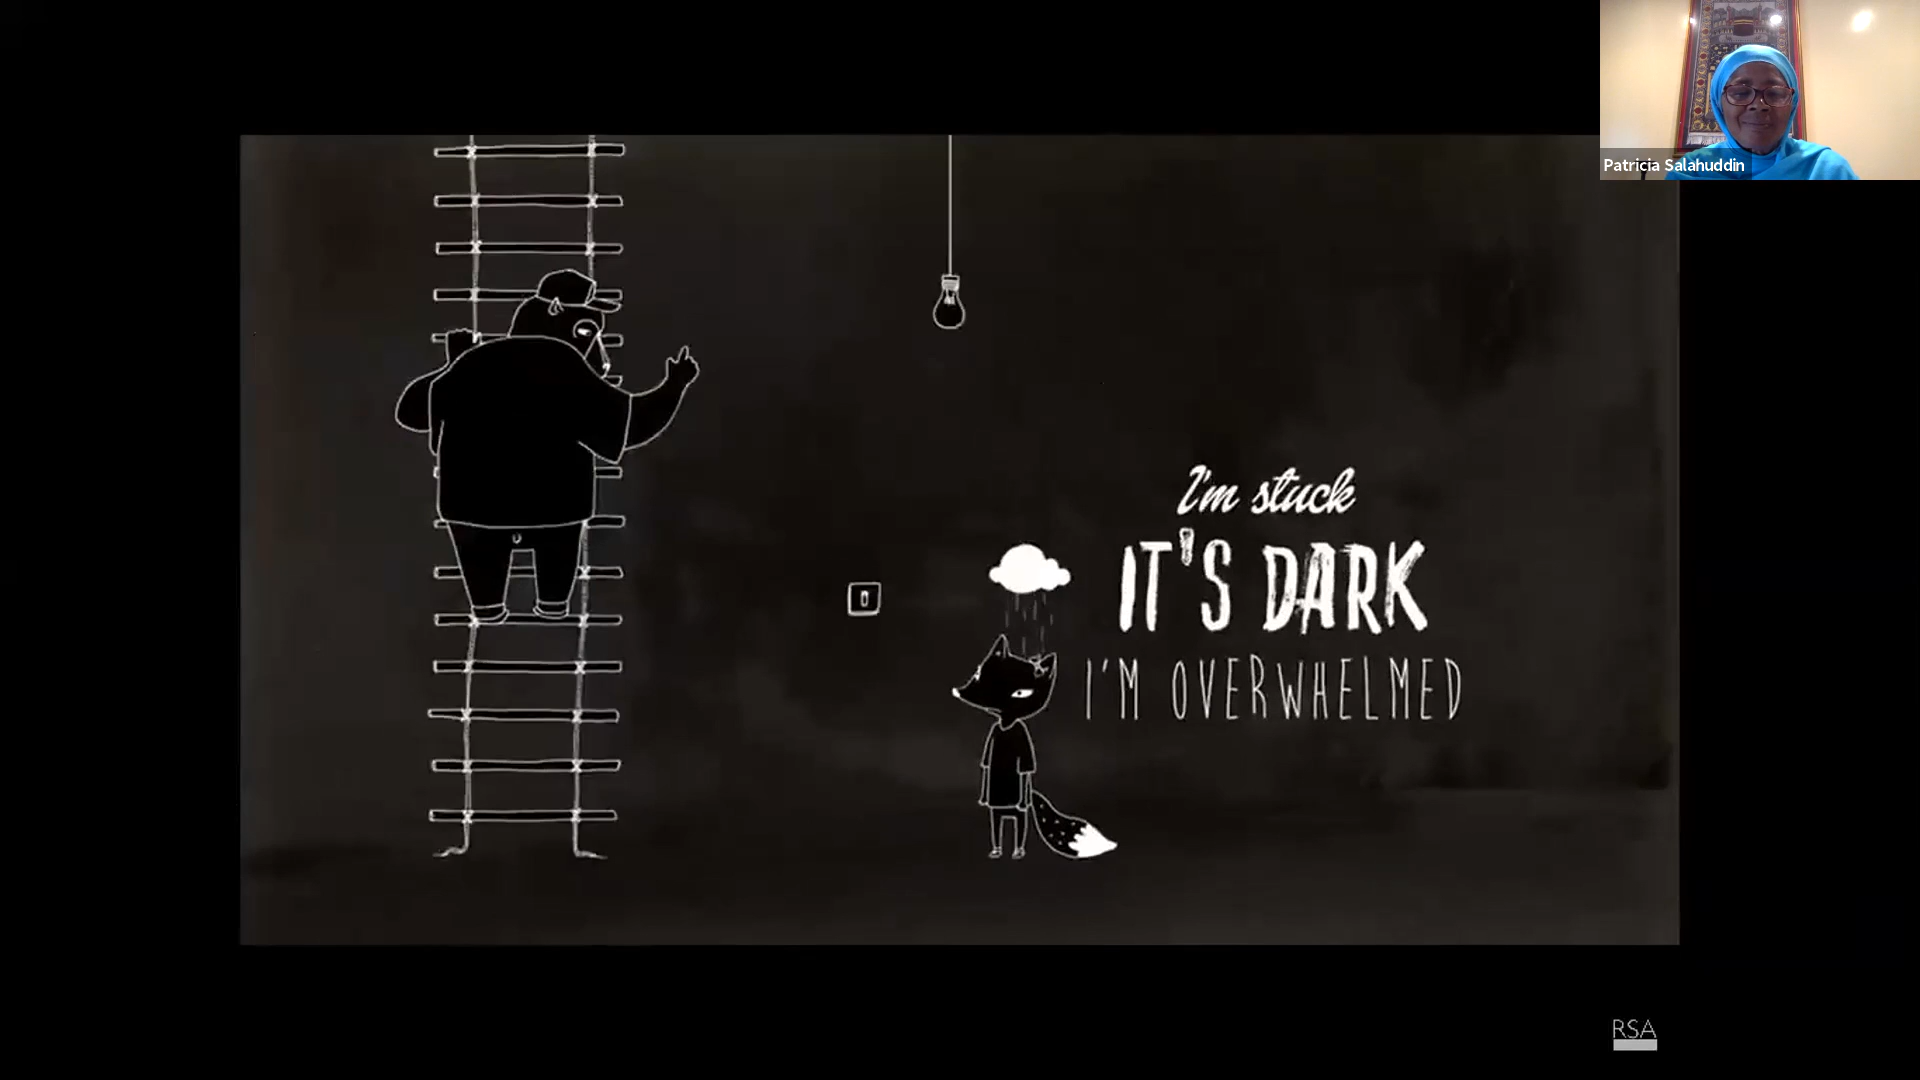 Patricia Salahuddin
I'm stuck
IT'S DARK
I'M OVERWHELMED
RSA